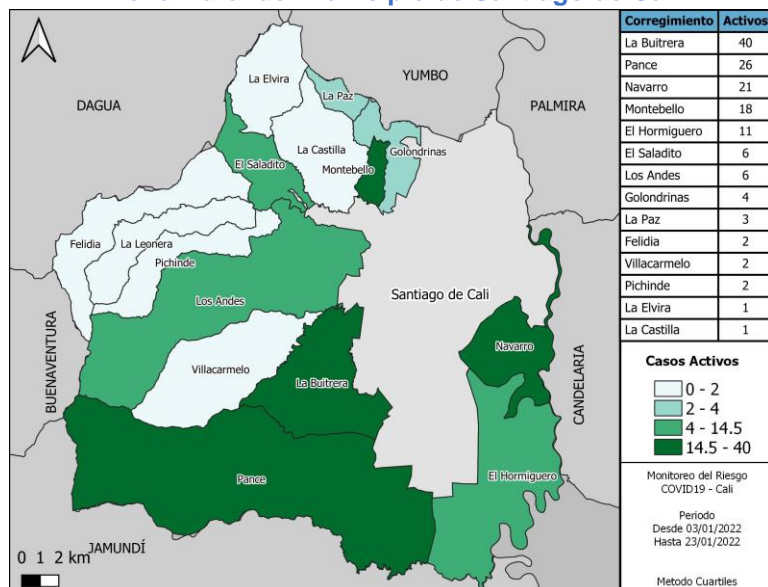 Corregimiento Activos
La Buitrera 40
Pance 26
Navarro 21
Montebello 18
El Hormiguero 11
El Saladito 6
Los Andes 6
Golondrinas 4
La Paz 3
Felidia 2
Villacarmelo 2
Pichinde 2
La Elvira 1
La Castilla 1
YUMBO
DAGUA
PALMIRA
La Elvira
La Paz
El Saladito
La Castilla
Golondrinas
Montebello
Felidia
La Leonera
Pichinde
Los Andes
Santiago de Cali
Navarro
Villacarmelo
La Buitrera
BUENAVENTURA
CANDELARIA
Pance
El Hormiguero
JAMUNDÍ
0 1 2 km
Casos Activos
0 - 2
2 - 4
4 - 14.5
14.5 - 40
Monitoreo del Riesgo
COVID19 - Cali
Periodo
Desde 03/01/2022
Hasta 23/01/2022
Metodo Cuartiles